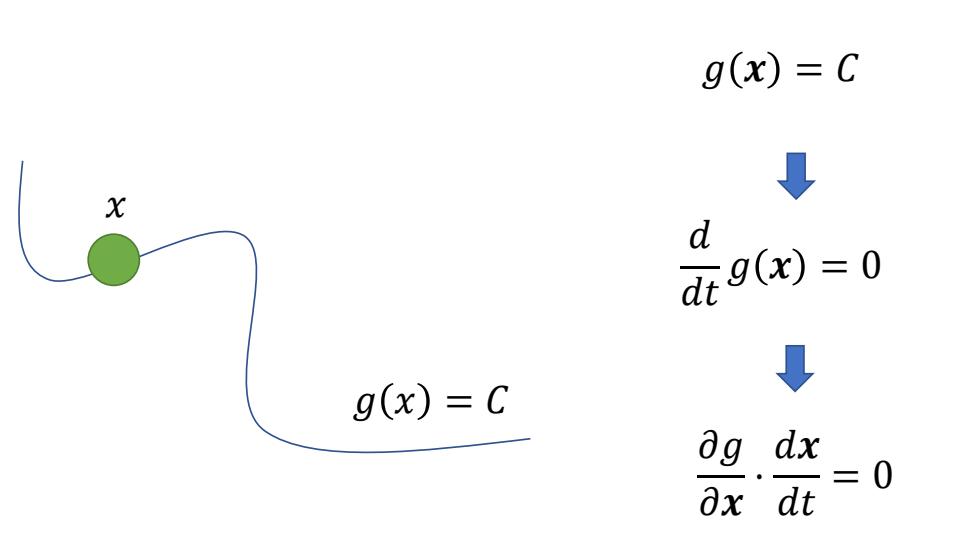 x
g(x) = C
g(𝒙) = C
d/dt g(𝒙) = 0
∂g/∂𝒙 · d𝒙/dt = 0